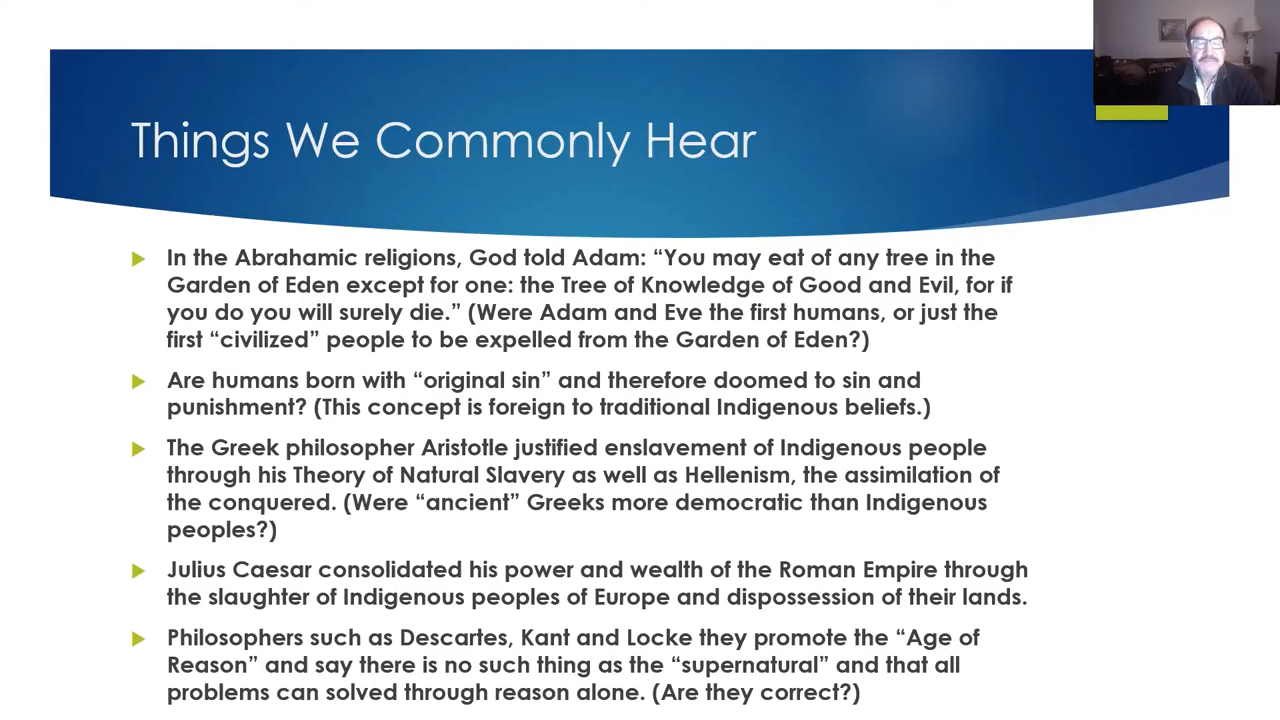 Things We Commonly Hear
In the Abrahamic religions, God told Adam: “You may eat of any tree in the
Garden of Eden except for one: the Tree of Knowledge of Good and Evil, for if
you do you will surely die.” (Were Adam and Eve the first humans, or just the
first “civilized” people to be expelled from the Garden of Eden?)
Are humans born with “original sin” and therefore doomed to sin and
punishment? (This concept is foreign to traditional Indigenous beliefs.)
The Greek philosopher Aristotle justified enslavement of Indigenous people
through his Theory of Natural Slavery as well as Hellenism, the assimilation of
the conquered. (Were “ancient” Greeks more democratic than Indigenous
peoples?)
Julius Caesar consolidated his power and wealth of the Roman Empire through
the slaughter of Indigenous peoples of Europe and dispossession of their lands.
Philosophers such as Descartes, Kant and Locke they promote the “Age of
Reason” and say there is no such thing as the “supernatural” and that all
problems can solved through reason alone. (Are they correct?)